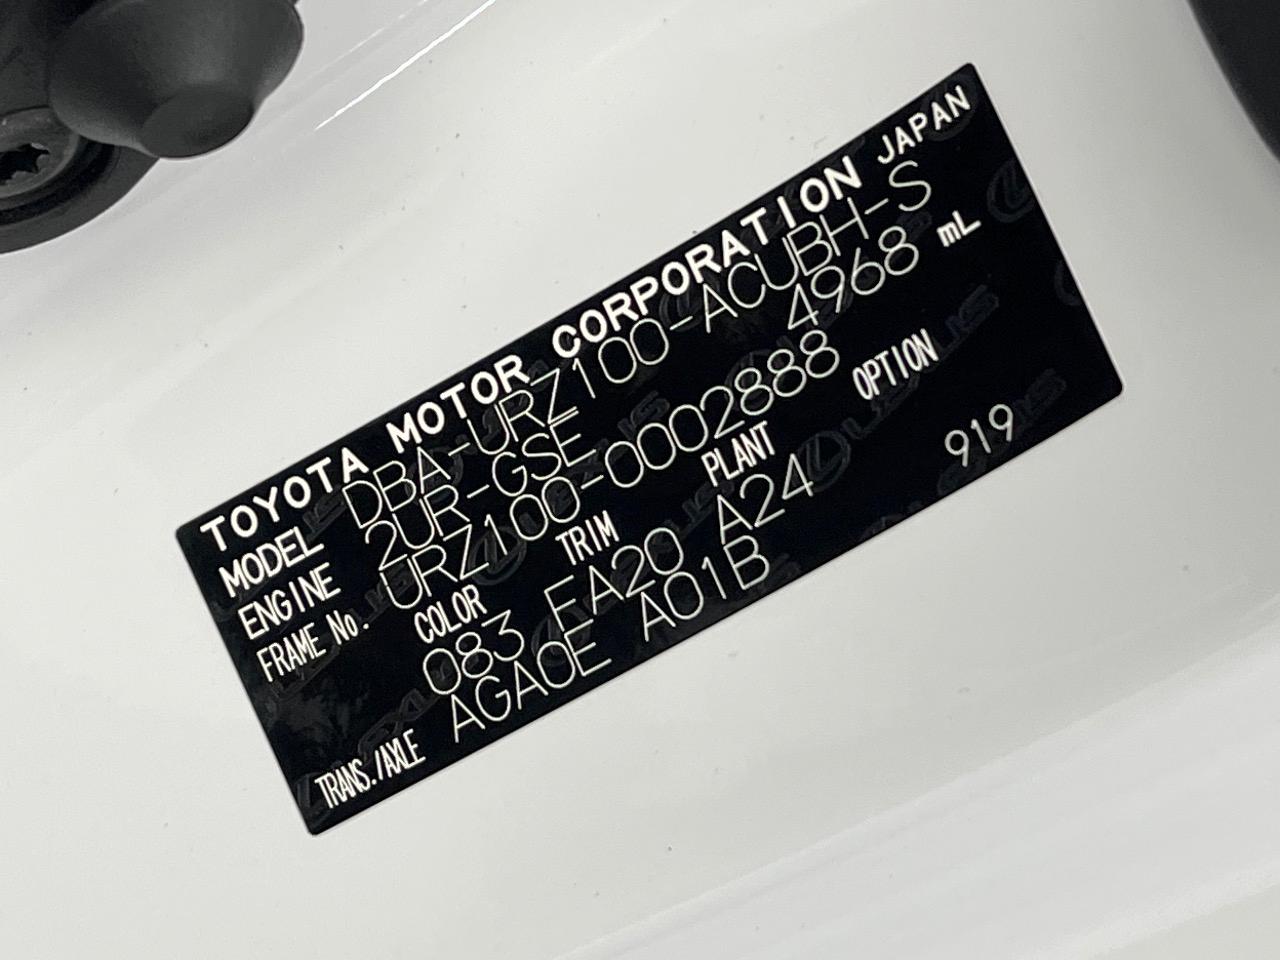 TOYOTA MOTOR CORPORATION JAPAN
MODEL DBA-URZ100-ACUBH-S
ENGINE 2UR-GSE 4968 mL
FRAME No. URZ100-0002888
COLOR TRIM PLANT OPTION
083 EA20 A24 919
TRANS./AXLE AGA0E A01B